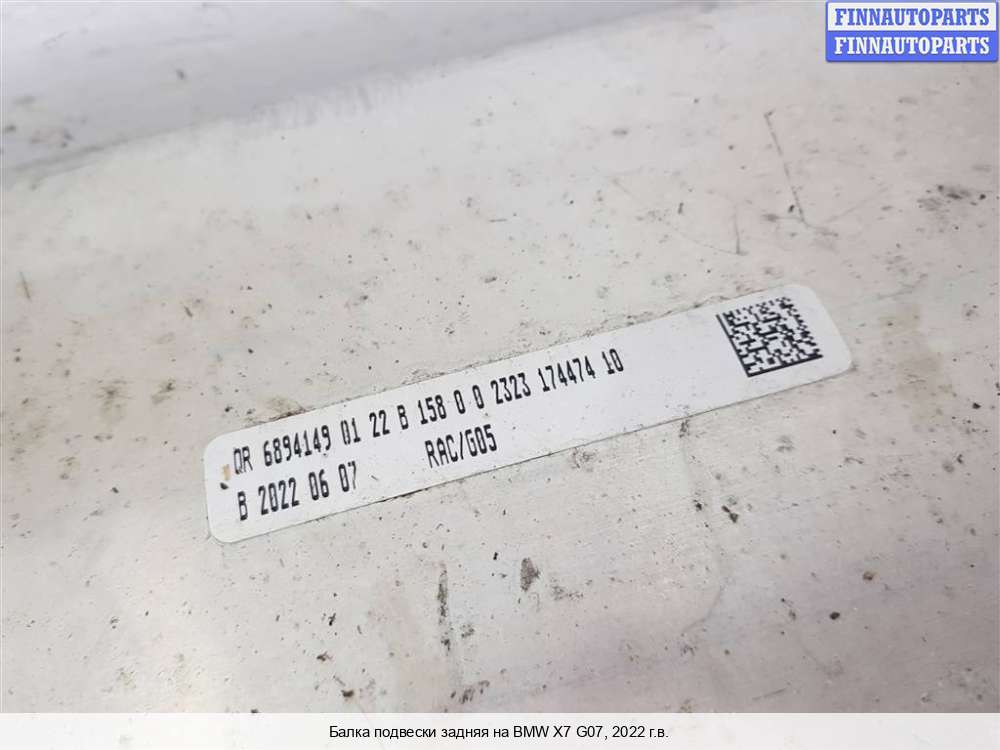 FINNAUTOPARTS
FINNAUTOPARTS
QR 6894149 01 22 B 158 0 0 2323 174474 10
B 2022 06 07 RAC/G05
Балка подвески задняя на BMW X7 G07, 2022 г.в.